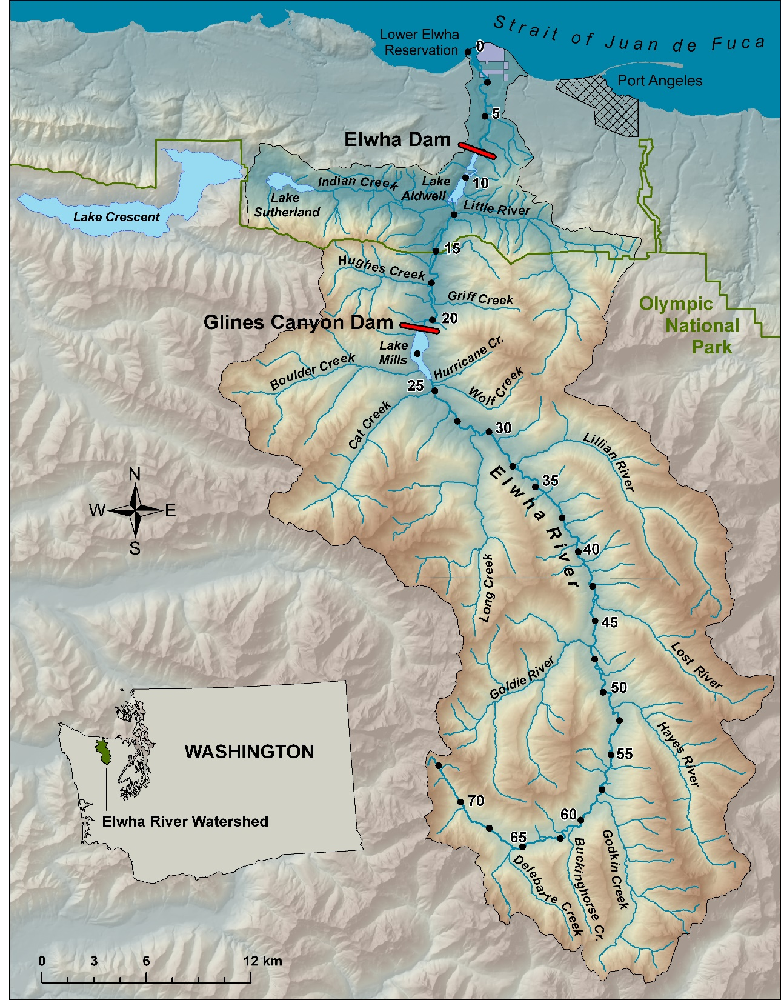 Strait of Juan de Fuca
Lower Elwha
Reservation
0
Port Angeles
5
Elwha Dam
Indian Creek
Lake
Aldwell
10
Lake
Sutherland
Little River
Lake Crescent
15
Hughes Creek
Griff Creek
Olympic
National
Park
20
Glines Canyon Dam
Lake
Mills
Hurricane Cr.
Boulder Creek
25
Wolf Creek
Cat Creek
30
Lillian River
Elwha River
35
N
W
E
S
40
Long Creek
45
Lost River
Goldie River
50
Hayes River
55
WASHINGTON
Elwha River Watershed
70
60
65
Delebarre Creek
Buckinghorse Cr.
Godkin Creek
0 3 6 12 km